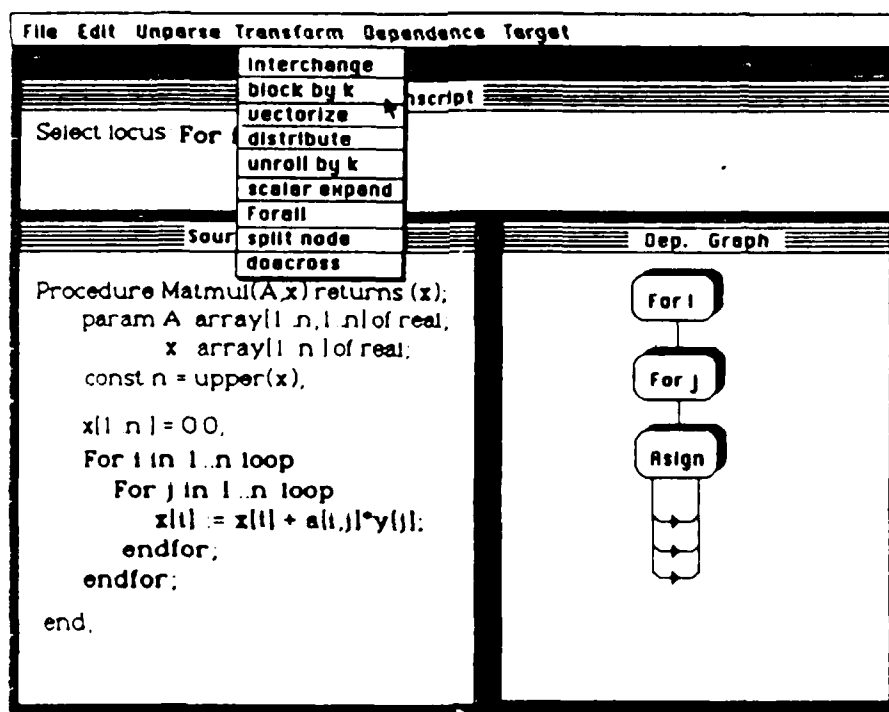 File Edit Unparse Transform Dependence Target
Interchange
block by k
vectorize
distribute
unroll by k
scalar expand
Forall
split node
doacross
nscript
Select locus For
Sour
Procedure Matmul(A,x) returns (x);
param A array[1..n,1..n] of real;
x array[1..n] of real;
const n = upper(x);
x[1..n] = 0.0;
For i in 1..n loop
For j in 1..n loop
x[i] := x[i] + a[i,j]*y[j];
endfor;
endfor;
end.
Dep. Graph
For i
For j
Asign